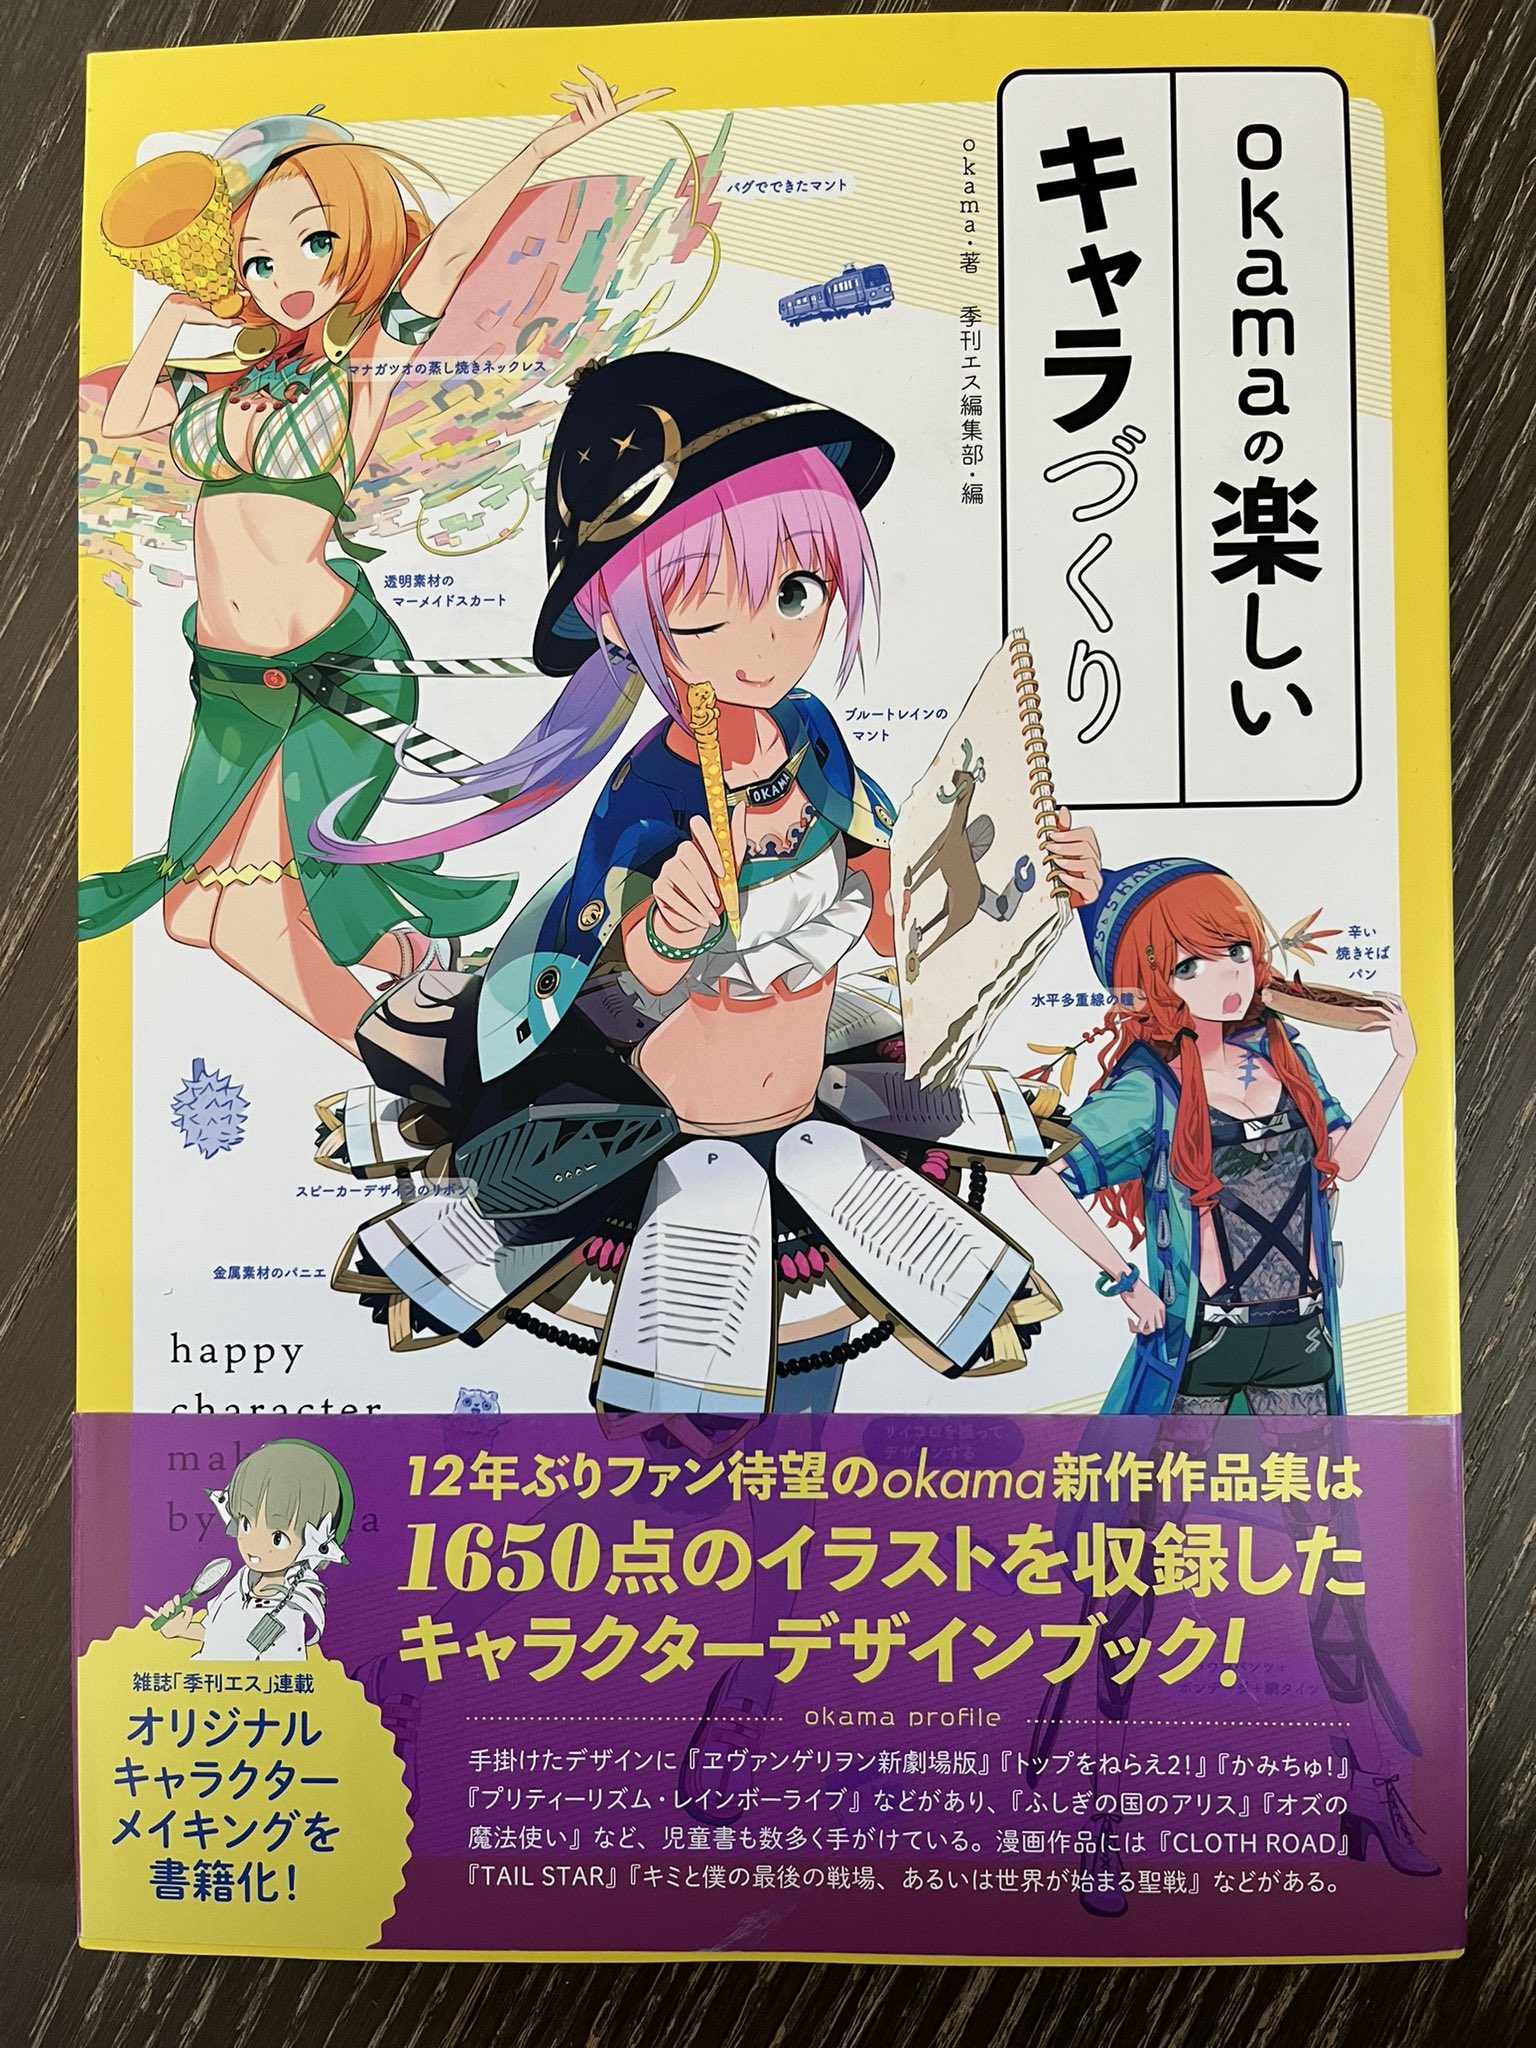 okamaの楽しい
キャラづくり
okama・著 季刊エス編集部・編
バグでできたマント
マナガツオの蒸し焼きネックレス
透明素材の
マーメイドスカート
ブルートレインの
マント
OKAMA
辛い
焼きそば
パン
水平多重線の瞳
スピーカーデザインのリボン
P
P
金属素材のパニエ
happy
character
サイコロを振って
デザインする
12年ぶりファン待望のokama新作作品集は
1650点のイラストを収録した
キャラクターデザインブック!
雑誌「季刊エス」連載
オリジナル
キャラクター
メイキングを
書籍化!
okama profile
手掛けたデザインに『ヱヴァンゲリヲン新劇場版』『トップをねらえ2!』『かみちゅ!』
『プリティーリズム・レインボーライブ』などがあり、『ふしぎの国のアリス』『オズの
魔法使い』など、児童書も数多く手がけている。漫画作品には『CLOTH ROAD』
『TAIL STAR』『キミと僕の最後の戦場、あるいは世界が始まる聖戦』などがある。